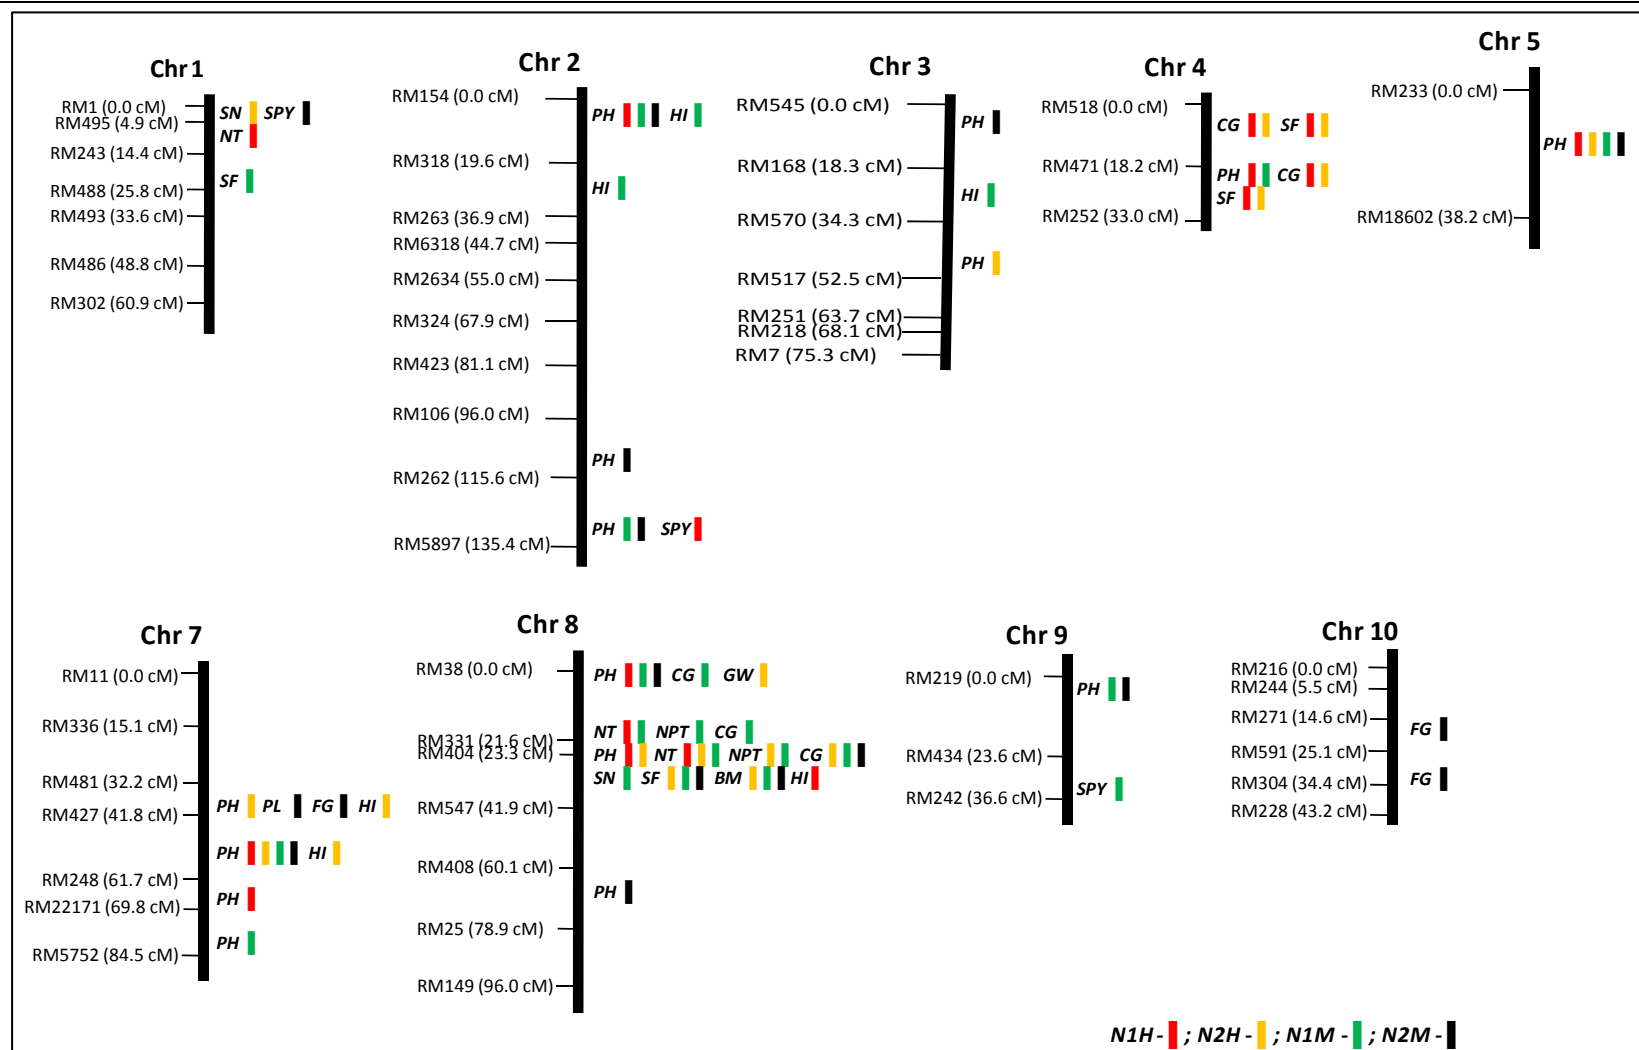 Chr 1
RM1 (0.0 cM) SN SPY
RM495 (4.9 cM)
NT
RM243 (14.4 cM)
SF
RM488 (25.8 cM)
RM493 (33.6 cM)
RM486 (48.8 cM)
RM302 (60.9 cM)
Chr 2
RM154 (0.0 cM)
PH HI
RM318 (19.6 cM)
HI
RM263 (36.9 cM)
RM6318 (44.7 cM)
RM2634 (55.0 cM)
RM324 (67.9 cM)
RM423 (81.1 cM)
RM106 (96.0 cM)
PH
RM262 (115.6 cM)
PH SPY
RM5897 (135.4 cM)
Chr 3
RM545 (0.0 cM)
PH
RM168 (18.3 cM)
HI
RM570 (34.3 cM)
PH
RM517 (52.5 cM)
RM251 (63.7 cM)
RM218 (68.1 cM)
RM7 (75.3 cM)
Chr 4
RM518 (0.0 cM)
CG SF
RM471 (18.2 cM)
PH CG
SF
RM252 (33.0 cM)
Chr 5
RM233 (0.0 cM)
PH
RM18602 (38.2 cM)
Chr 7
RM11 (0.0 cM)
RM336 (15.1 cM)
RM481 (32.2 cM)
PH PL FG HI
RM427 (41.8 cM)
PH HI
RM248 (61.7 cM)
PH
RM22171 (69.8 cM)
PH
RM5752 (84.5 cM)
Chr 8
RM38 (0.0 cM)
PH CG GW
NT NPT CG
RM331 (21.6 cM)
RM404 (23.3 cM) PH NT NPT CG
SN SF BM HI
RM547 (41.9 cM)
RM408 (60.1 cM)
PH
RM25 (78.9 cM)
RM149 (96.0 cM)
Chr 9
RM219 (0.0 cM)
PH
RM434 (23.6 cM)
SPY
RM242 (36.6 cM)
Chr 10
RM216 (0.0 cM)
RM244 (5.5 cM)
RM271 (14.6 cM)
FG
RM591 (25.1 cM)
FG
RM304 (34.4 cM)
RM228 (43.2 cM)
N1H - ; N2H - ; N1M - ; N2M -